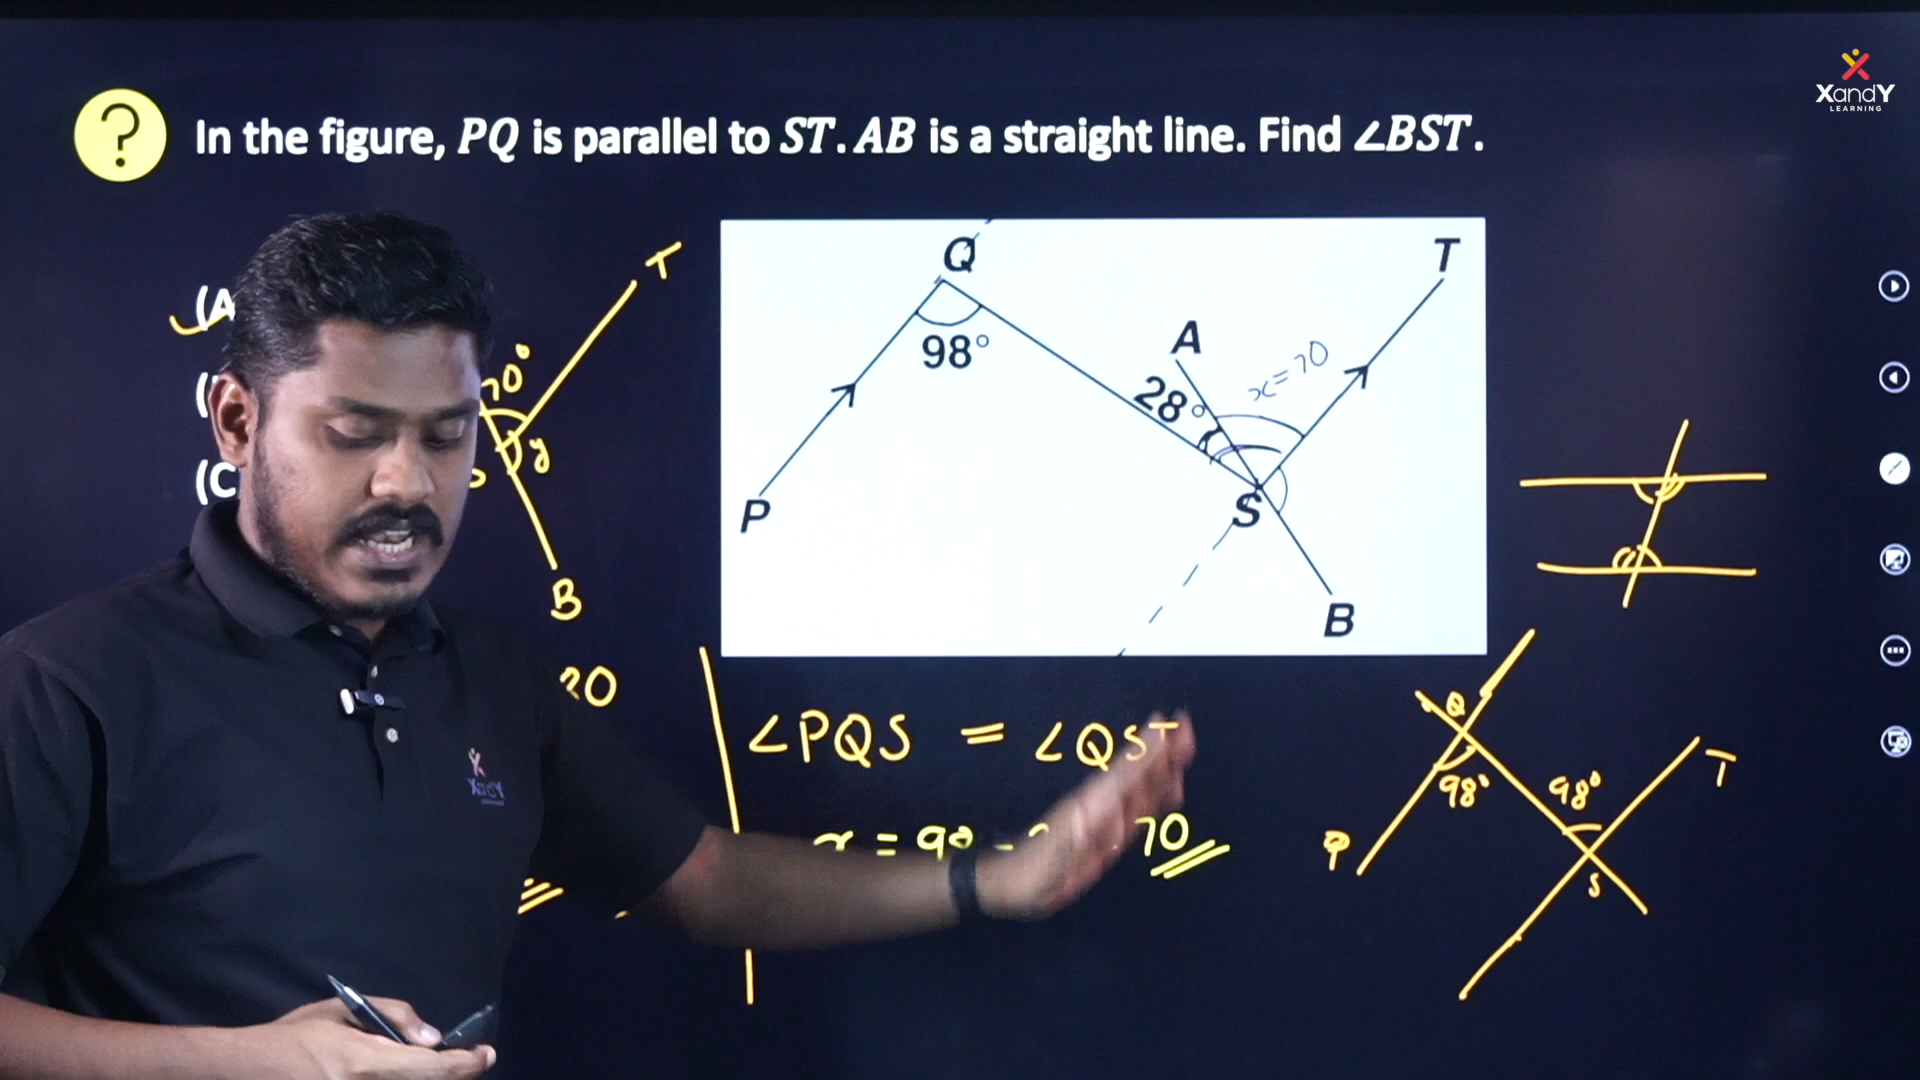 XandY
LEARNING
? In the figure, PQ is parallel to ST. AB is a straight line. Find ∠BST.
(A
(C
T
70°
y
S
B
Q
T
A
98°
28°
x=70
P
S
B
∠PQS = ∠QST
70
Q
98°
98°
T
P
S
XandY